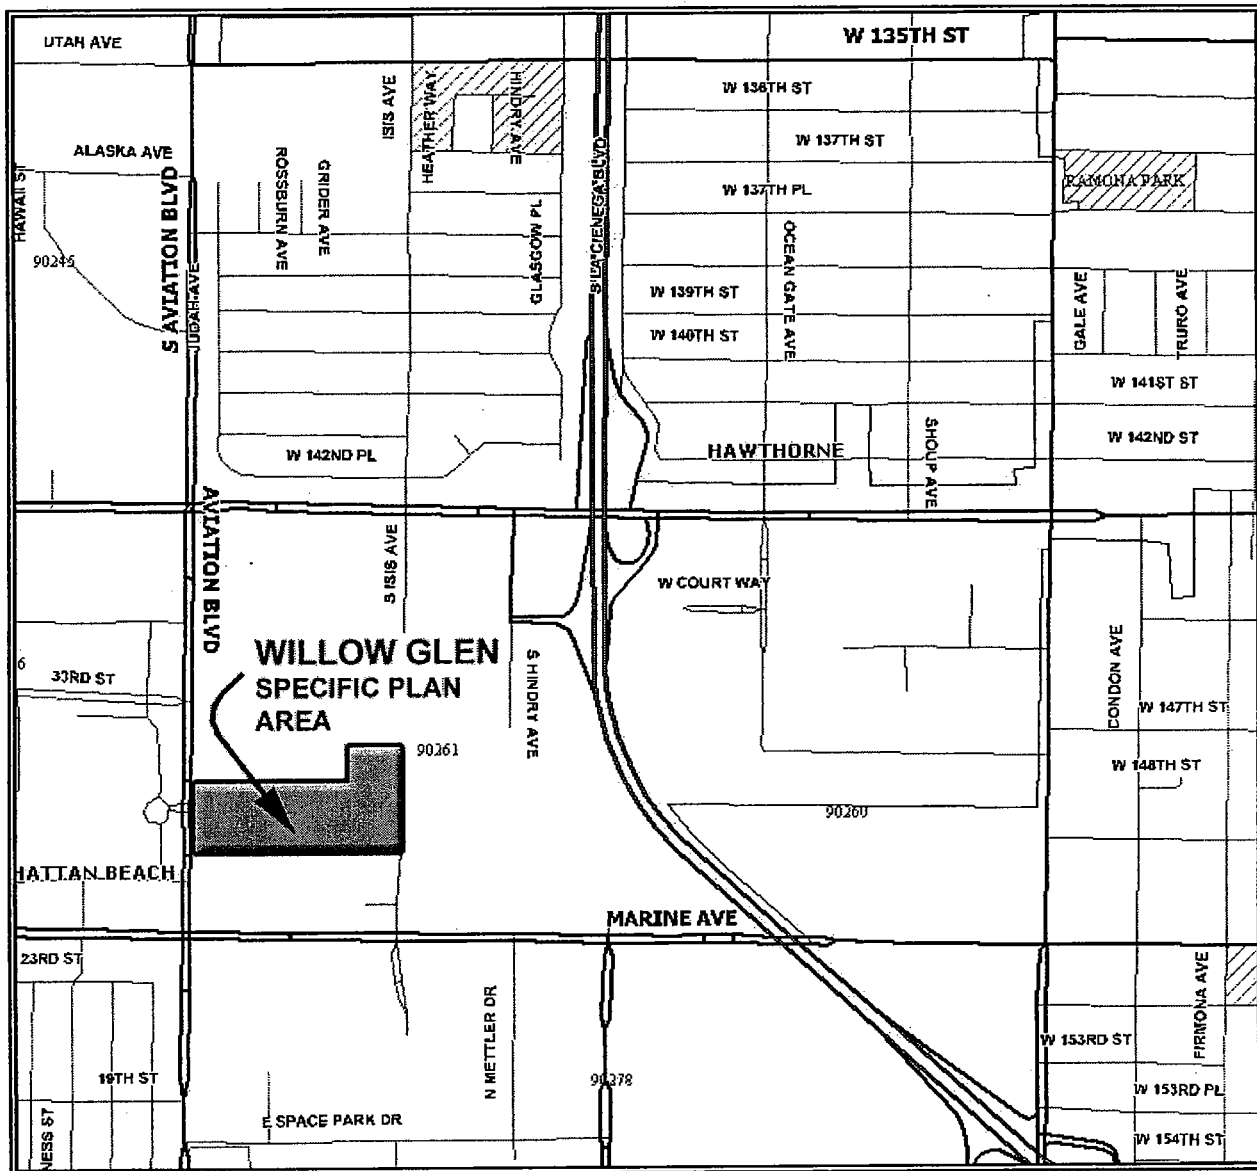 UTAH AVE
W 135TH ST
ISIS AVE
HEATHER WAY
HINDRY AVE
W 136TH ST
W 137TH ST
ALASKA AVE
S AVIATION BLVD
ROSSBURN AVE
GRIDER AVE
S LA CIENEGA BLVD
W 137TH PL
RAMONA PARK
HAWAII ST
90245
JUDAH AVE
GLASGOW PL
OCEAN GATE AVE
W 139TH ST
W 140TH ST
GALE AVE
TRURO AVE
W 141ST ST
W 142ND PL
HAWTHORNE
SHOUP AVE
W 142ND ST
AVIATION BLVD
S ISIS AVE
W COURT WAY
6
33RD ST
WILLOW GLEN
SPECIFIC PLAN
AREA
S HINDRY AVE
CONDON AVE
W 147TH ST
90261
W 148TH ST
90260
HATTAN BEACH
MARINE AVE
23RD ST
N METTLER DR
FIRMONA AVE
W 153RD ST
19TH ST
90278
W 153RD PL
NESS ST
E SPACE PARK DR
W 154TH ST